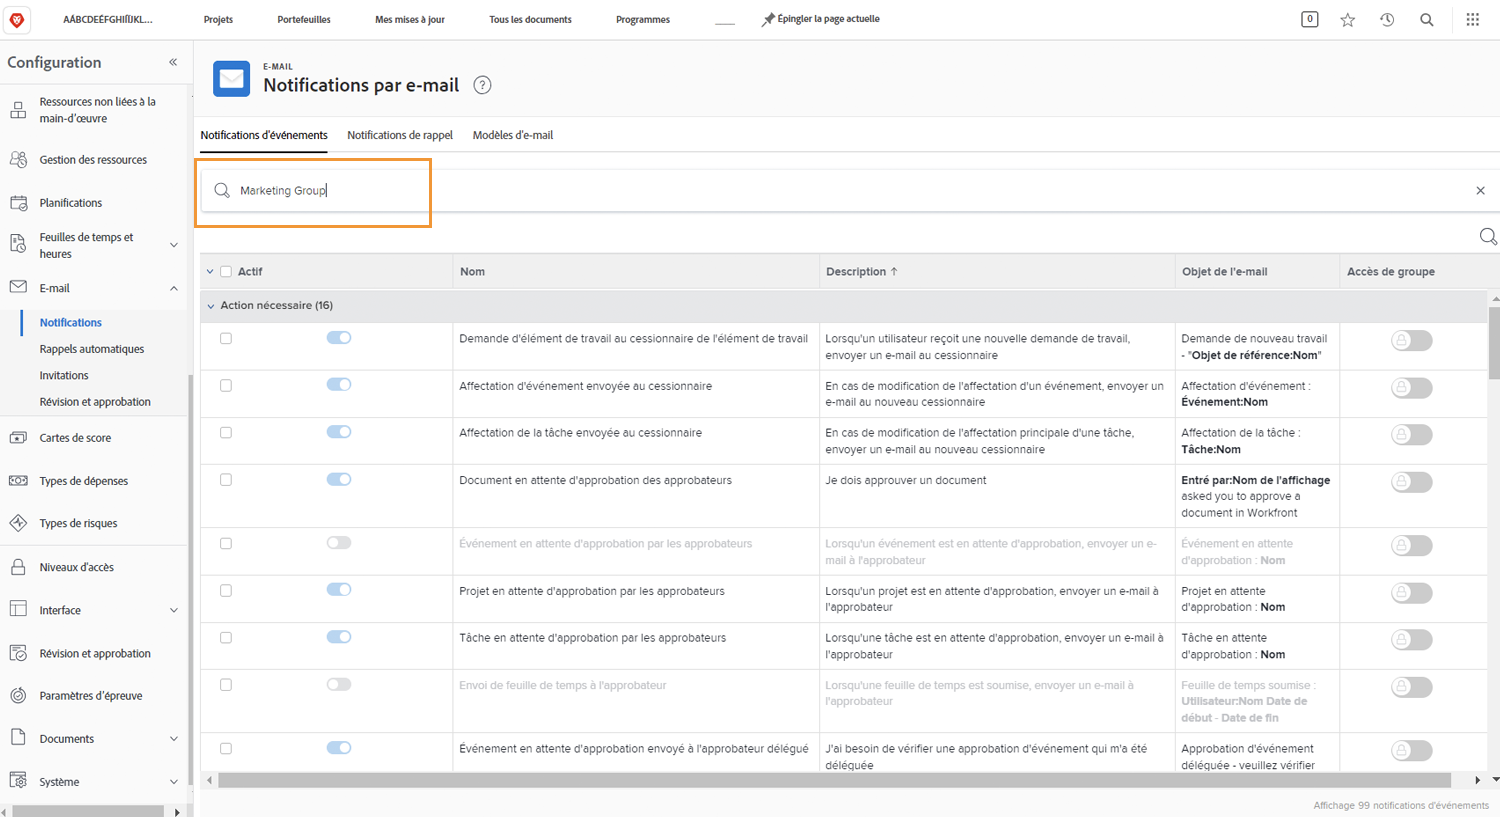 AÁBCDEÉFGHIÍJKL...
Projets
Portefeuilles
Mes mises à jour
Tous les documents
Programmes
Épingler la page actuelle
0
Configuration
Ressources non liées à la
main-d'œuvre
Gestion des ressources
Planifications
Feuilles de temps et
heures
E-mail
Notifications
Rappels automatiques
Invitations
Révision et approbation
Cartes de score
Types de dépenses
Types de risques
Niveaux d'accès
Interface
Révision et approbation
Paramètres d'épreuve
Documents
Système
E-MAIL
Notifications par e-mail
?
Notifications d'événements
Notifications de rappel
Modèles d'e-mail
Marketing Group
Actif
Nom
Description
Objet de l'e-mail
Accès de groupe
Action nécessaire (16)
Demande d'élément de travail au cessionnaire de l'élément de travail
Lorsqu'un utilisateur reçoit une nouvelle demande de travail,
envoyer un e-mail au cessionnaire
Demande de nouveau travail
- "Objet de référence:Nom"
Affectation d'événement envoyée au cessionnaire
En cas de modification de l'affectation d'un événement, envoyer un
e-mail au nouveau cessionnaire
Affectation d'événement :
Événement:Nom
Affectation de la tâche envoyée au cessionnaire
En cas de modification de l'affectation principale d'une tâche,
envoyer un e-mail au nouveau cessionnaire
Affectation de la tâche :
Tâche:Nom
Document en attente d'approbation des approbateurs
Je dois approuver un document
Entré par:Nom de l'affichage
asked you to approve a
document in Workfront
Événement en attente d'approbation par les approbateurs
Lorsqu'un événement est en attente d'approbation, envoyer un e-
mail à l'approbateur
Événement en attente
d'approbation : Nom
Projet en attente d'approbation par les approbateurs
Lorsqu'un projet est en attente d'approbation, envoyer un e-mail à
l'approbateur
Projet en attente
d'approbation : Nom
Tâche en attente d'approbation par les approbateurs
Lorsqu'une tâche est en attente d'approbation, envoyer un e-mail à
l'approbateur
Tâche en attente
d'approbation : Nom
Envoi de feuille de temps à l'approbateur
Lorsqu'une feuille de temps est soumise, envoyer un e-mail à
l'approbateur
Feuille de temps soumise :
Utilisateur:Nom Date de
début - Date de fin
Événement en attente d'approbation envoyé à l'approbateur délégué
J'ai besoin de vérifier une approbation d'événement qui m'a été
déléguée
Approbation d'événement
déléguée - veuillez vérifier
Affichage 99 notifications d'événements